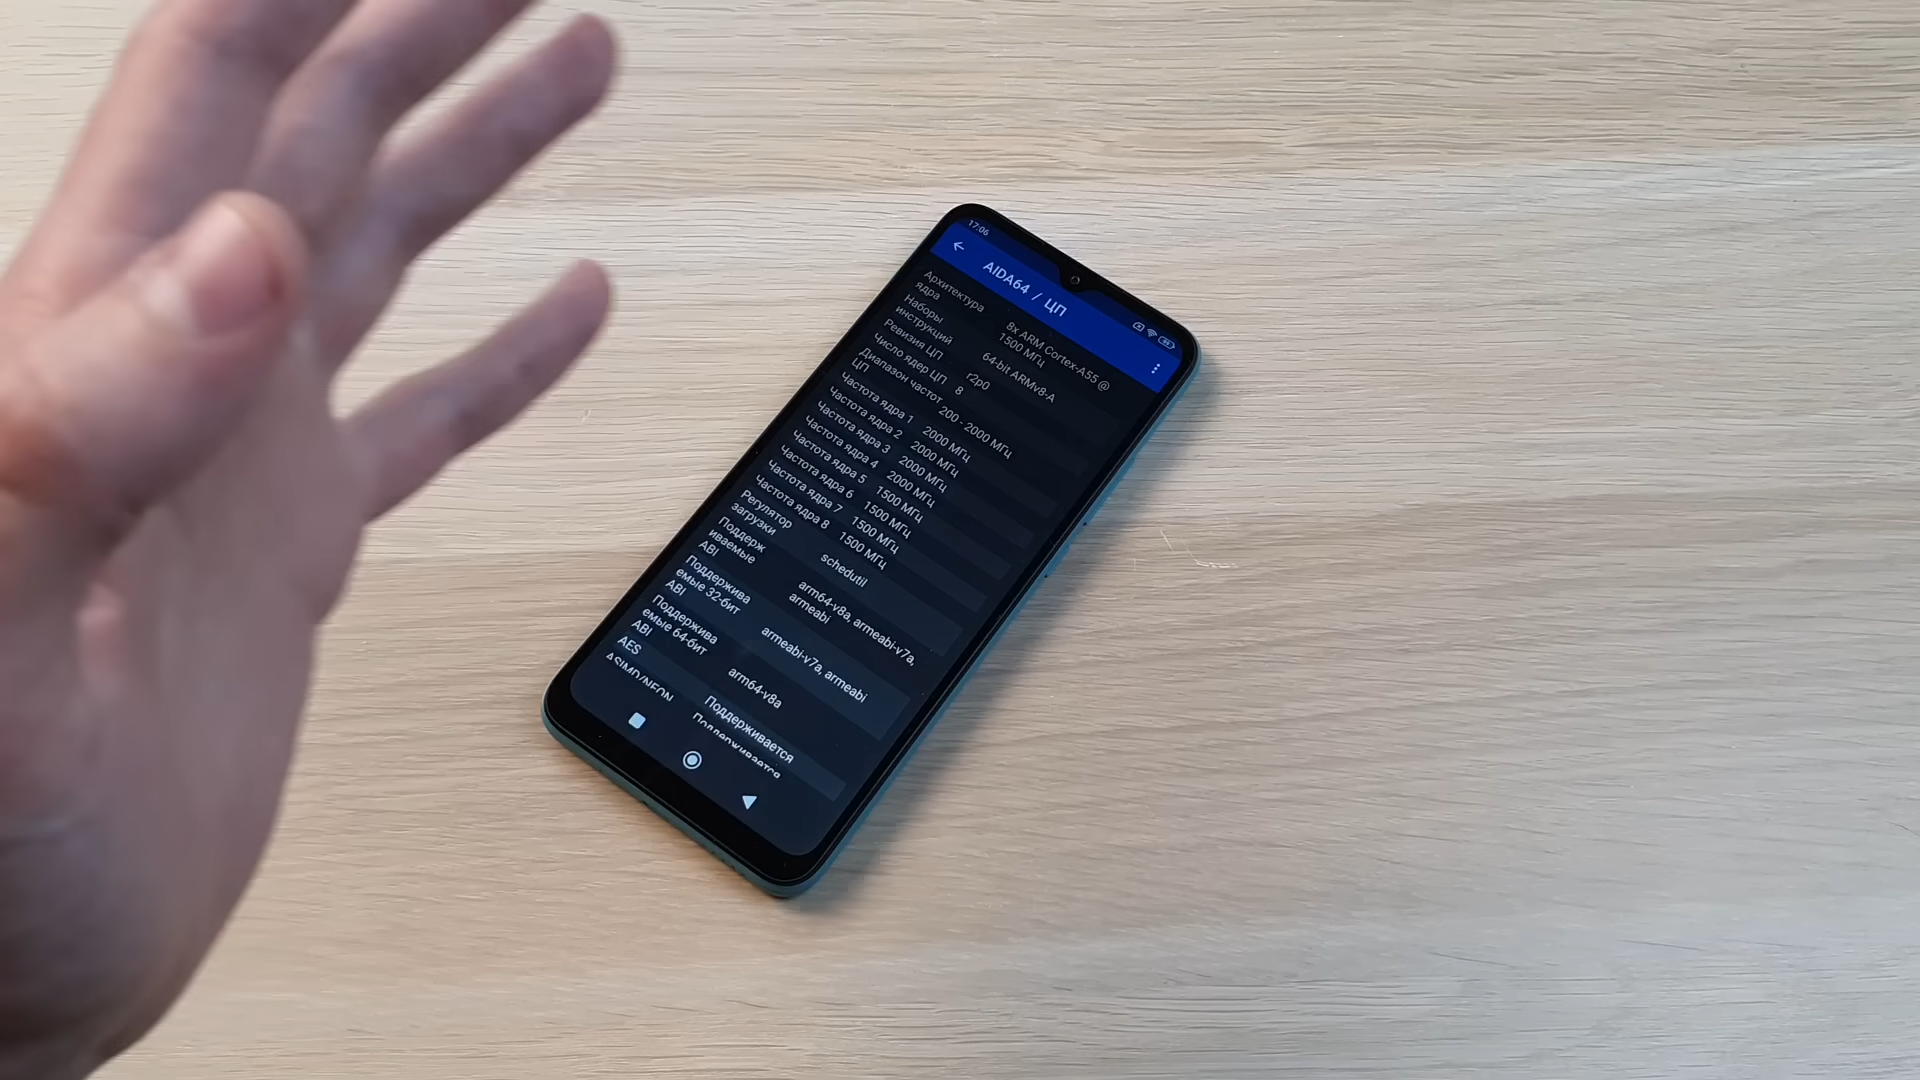 17:06
AIDA64 / ЦП
Архитектура
ядра
8x ARM Cortex-A55 @
1500 МГц
Наборы
инструкций
64-bit ARMv8-A
Ревизия ЦП
r2p0
Число ядер ЦП
8
Диапазон частот
ЦП
200 - 2000 МГц
Частота ядра 1
2000 МГц
Частота ядра 2
2000 МГц
Частота ядра 3
2000 МГц
Частота ядра 4
2000 МГц
Частота ядра 5
1500 МГц
Частота ядра 6
1500 МГц
Частота ядра 7
1500 МГц
Частота ядра 8
1500 МГц
Регулятор
загрузки
schedutil
Поддерж
иваемые
ABI
arm64-v8a, armeabi-v7a,
armeabi
Поддержива
емые 32-бит
ABI
armeabi-v7a, armeabi
Поддержива
емые 64-бит
ABI
arm64-v8a
AES
Поддерживается
ASIMD/NEON
Поддерживается